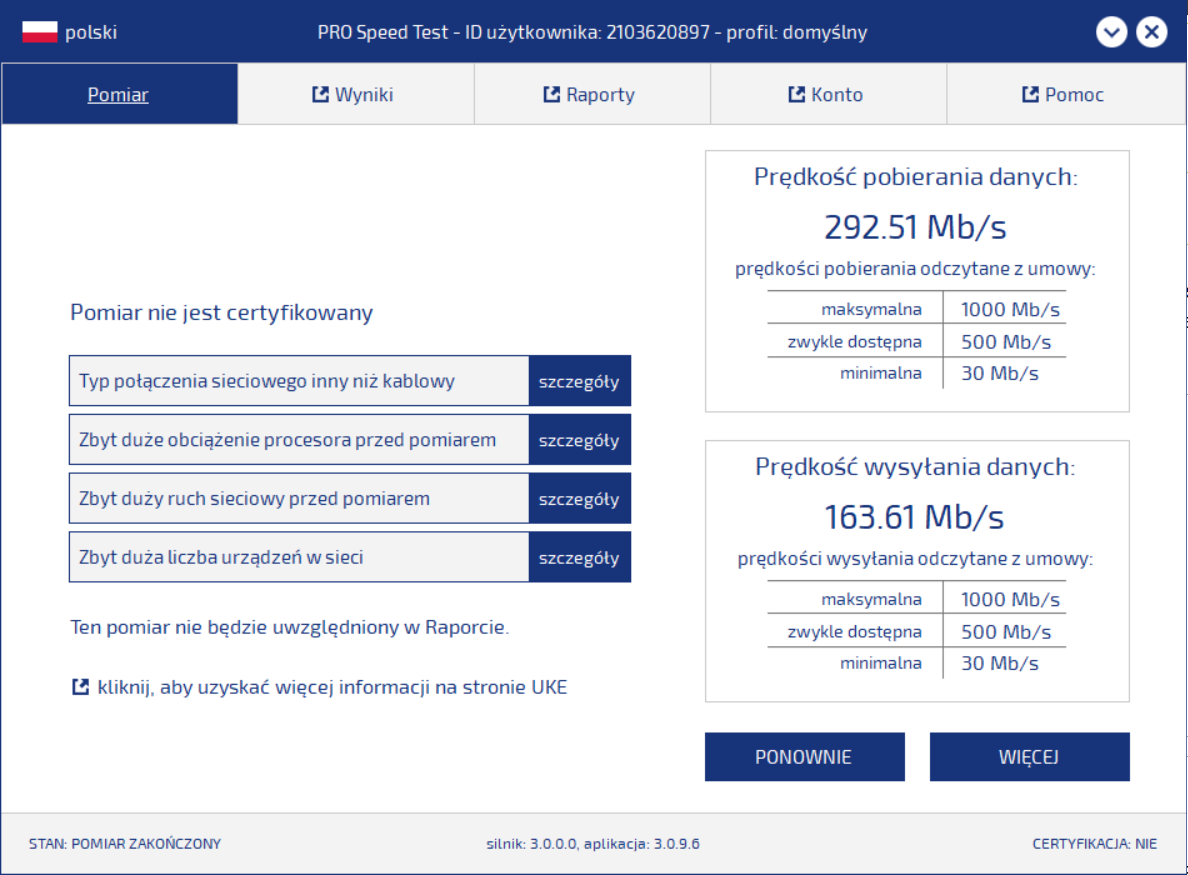 polski
PRO Speed Test - ID użytkownika: 2103620897 - profil: domyślny
Pomiar
Wyniki
Raporty
Konto
Pomoc
Pomiar nie jest certyfikowany
Typ połączenia sieciowego inny niż kablowy szczegóły
Zbyt duże obciążenie procesora przed pomiarem szczegóły
Zbyt duży ruch sieciowy przed pomiarem szczegóły
Zbyt duża liczba urządzeń w sieci szczegóły
Ten pomiar nie będzie uwzględniony w Raporcie.
kliknij, aby uzyskać więcej informacji na stronie UKE
Prędkość pobierania danych:
292.51 Mb/s
prędkości pobierania odczytane z umowy:
maksymalna 1000 Mb/s
zwykle dostępna 500 Mb/s
minimalna 30 Mb/s
Prędkość wysyłania danych:
163.61 Mb/s
prędkości wysyłania odczytane z umowy:
maksymalna 1000 Mb/s
zwykle dostępna 500 Mb/s
minimalna 30 Mb/s
PONOWNIE
WIĘCEJ
STAN: POMIAR ZAKOŃCZONY
silnik: 3.0.0.0, aplikacja: 3.0.9.6
CERTYFIKACJA: NIE